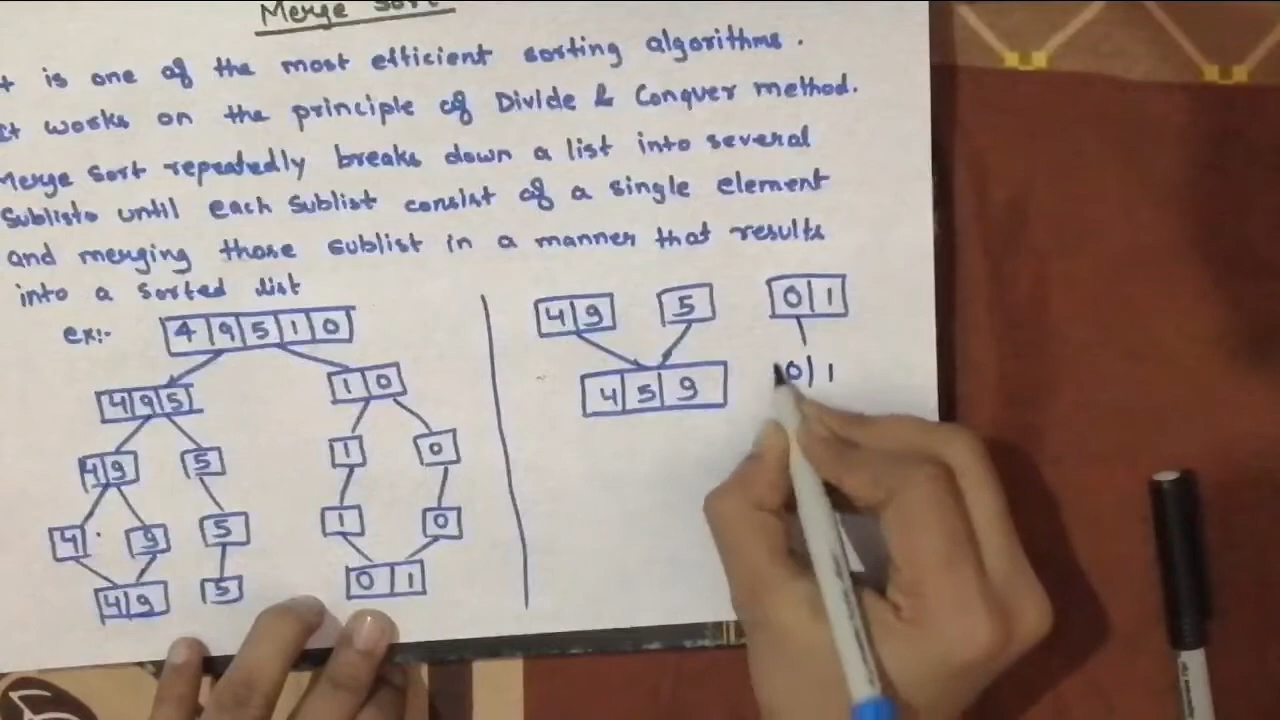 Merge Sort
It is one of the most efficient sorting algorithms.
It works on the principle of Divide & Conquer method.
Merge Sort repeatedly breaks down a list into several
Sublists until each Sublist consist of a single element
and merging those sublist in a manner that results
into a sorted list
ex:-
4 9 5 1 0
4 9 5
1 0
4 9
5
1
0
4
9
5
1
0
4 9
5
0 1
4 9
5
0 1
4 5 9
0 1